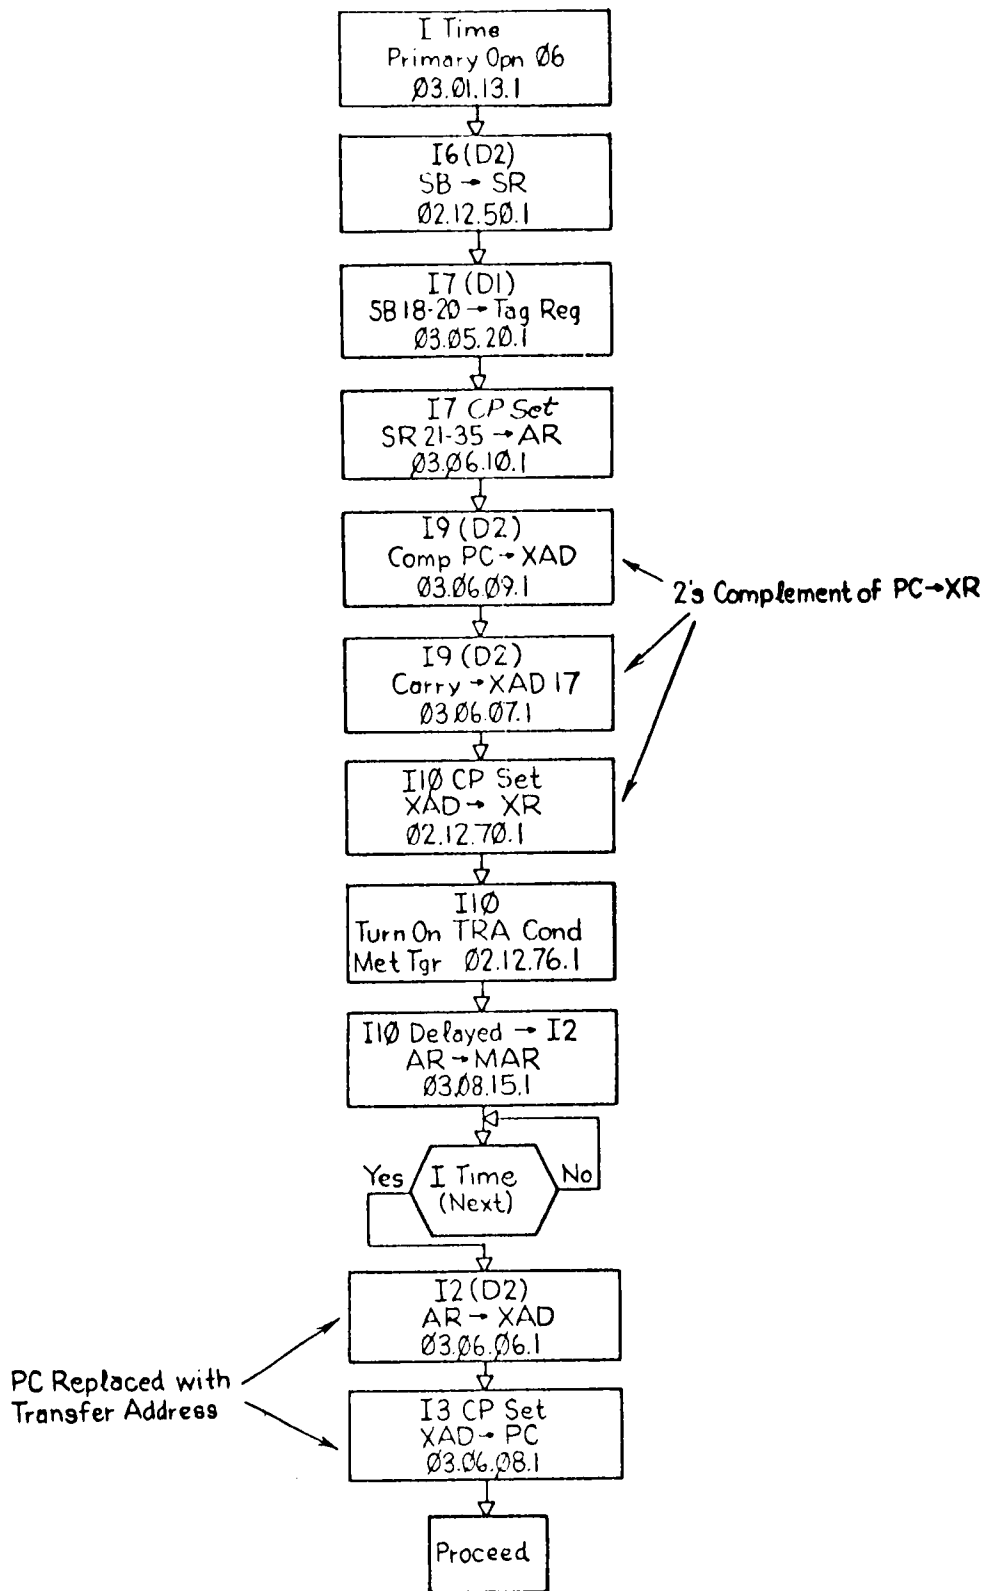 I Time
Primary Opn Ø6
Ø3.Ø1.13.1
I6 (D2)
SB → SR
Ø2.12.5Ø.1
I7 (D1)
SB 18-2Ø → Tag Reg
Ø3.Ø5.2Ø.1
I7 CP Set
SR 21-35 → AR
Ø3.Ø6.1Ø.1
I9 (D2)
Comp PC → XAD
Ø3.Ø6.Ø9.1
2's Complement of PC→XR
I9 (D2)
Carry → XAD 17
Ø3.Ø6.Ø7.1
I1Ø CP Set
XAD → XR
Ø2.12.7Ø.1
I1Ø
Turn On TRA Cond
Met Tgr Ø2.12.76.1
I1Ø Delayed → I2
AR → MAR
Ø3.Ø8.15.1
Yes
I Time
(Next)
No
I2 (D2)
AR → XAD
Ø3.Ø6.Ø6.1
PC Replaced with
Transfer Address
I3 CP Set
XAD → PC
Ø3.Ø6.Ø8.1
Proceed